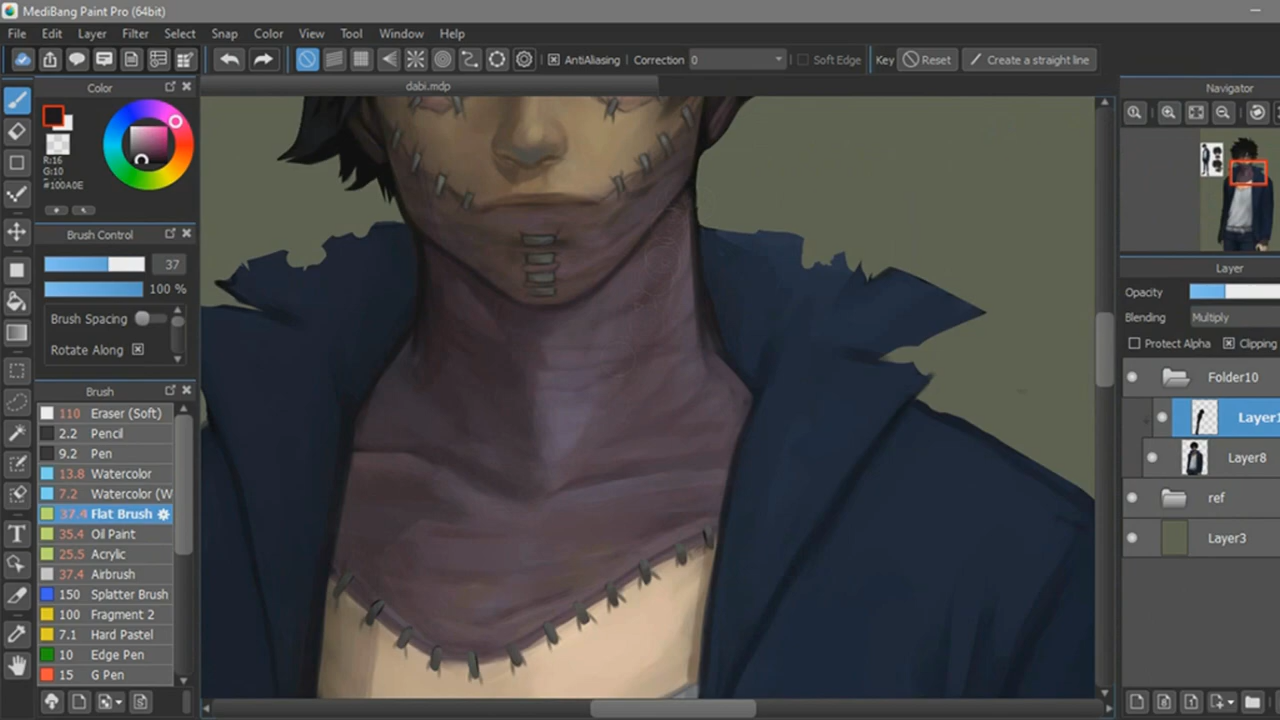 MediBang Paint Pro (64bit)
File Edit Layer Filter Select Snap Color View Tool Window Help
AntiAliasing Correction 0 Soft Edge Key Reset Create a straight line
Color
dabi.mdp
Navigator
R:16
G:10
#100A0E
Brush Control
37
100 %
Brush Spacing
Rotate Along
Layer
Opacity
Blending Multiply
Protect Alpha Clipping
Folder10
Layer1
Layer8
ref
Layer3
Brush
110 Eraser (Soft)
2.2 Pencil
9.2 Pen
13.8 Watercolor
7.2 Watercolor (W
37.4 Flat Brush
35.4 Oil Paint
25.5 Acrylic
37.4 Airbrush
150 Splatter Brush
100 Fragment 2
7.1 Hard Pastel
10 Edge Pen
15 G Pen